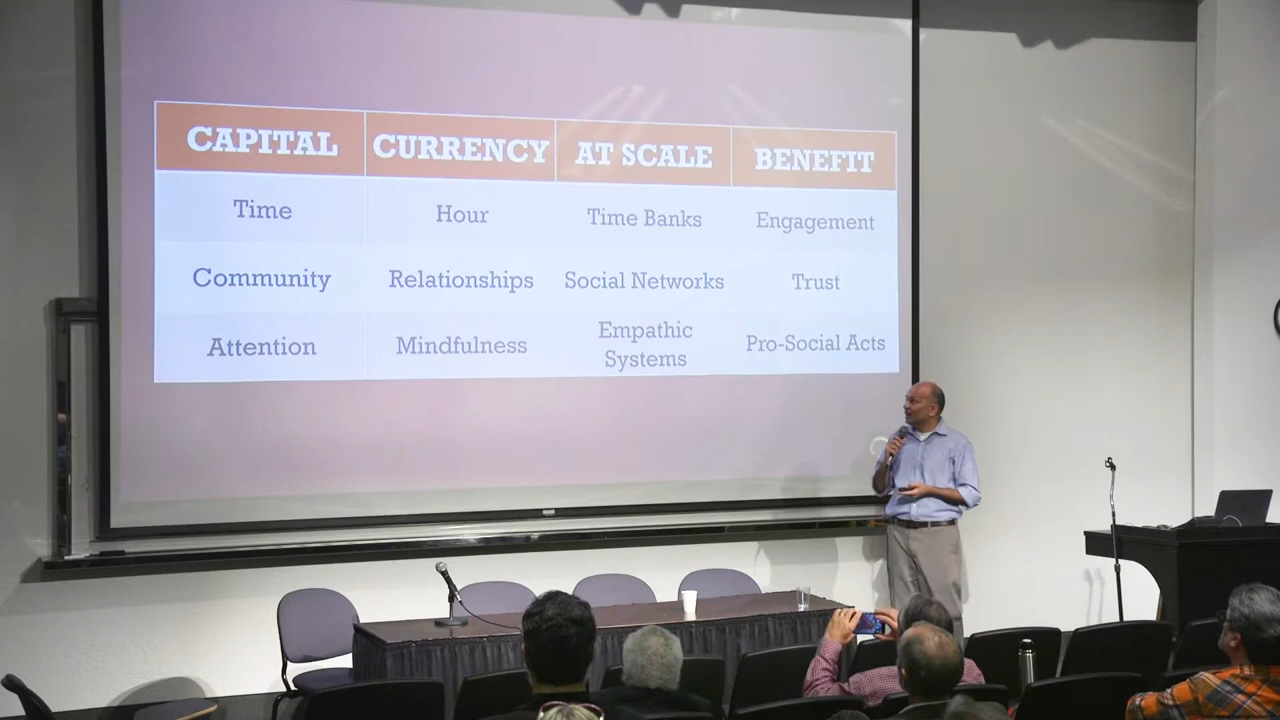 CAPITAL CURRENCY AT SCALE BENEFIT
Time Hour Time Banks Engagement
Community Relationships Social Networks Trust
Attention Mindfulness Empathic Systems Pro-Social Acts